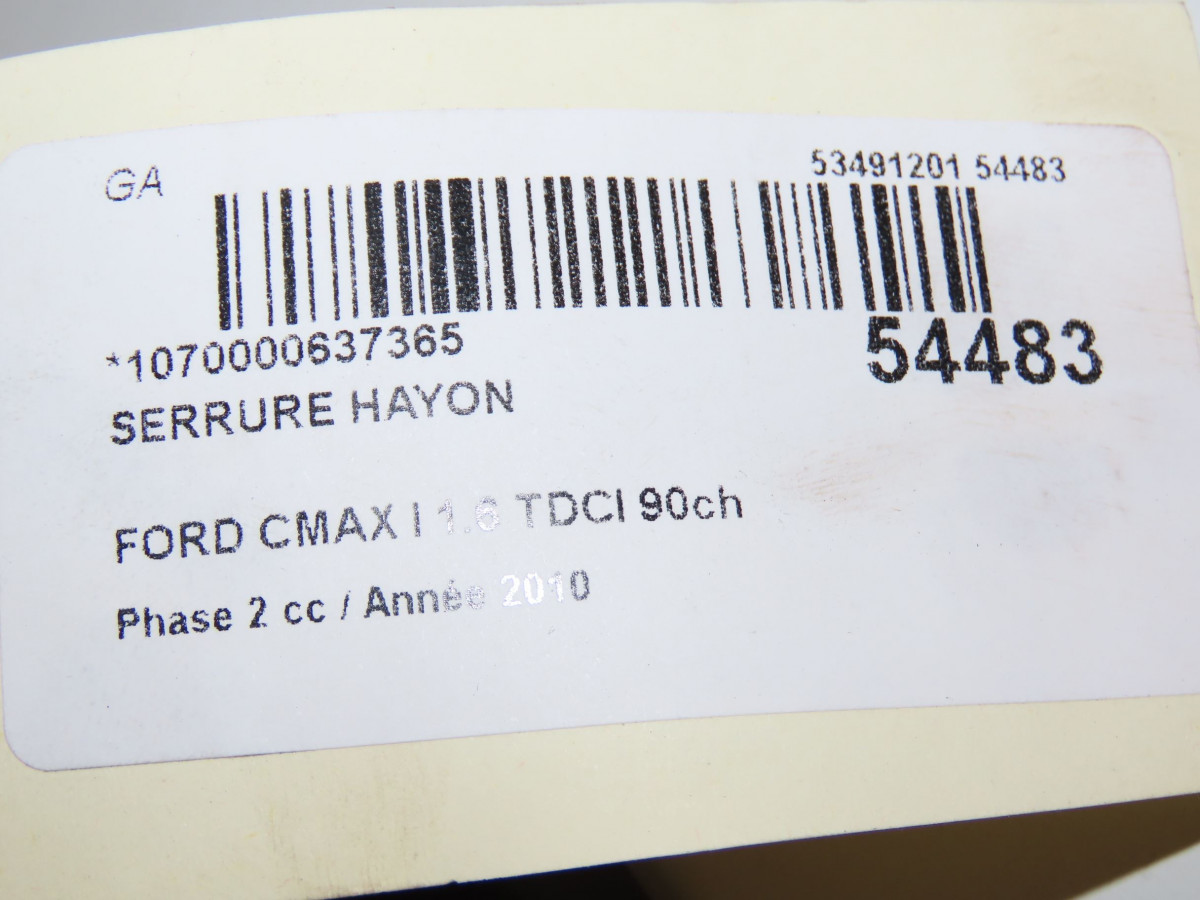 GA
53491201 54483
*1070000637365
54483
SERRURE HAYON
FORD CMAX I 1.6 TDCI 90ch
Phase 2 cc / Année 2010